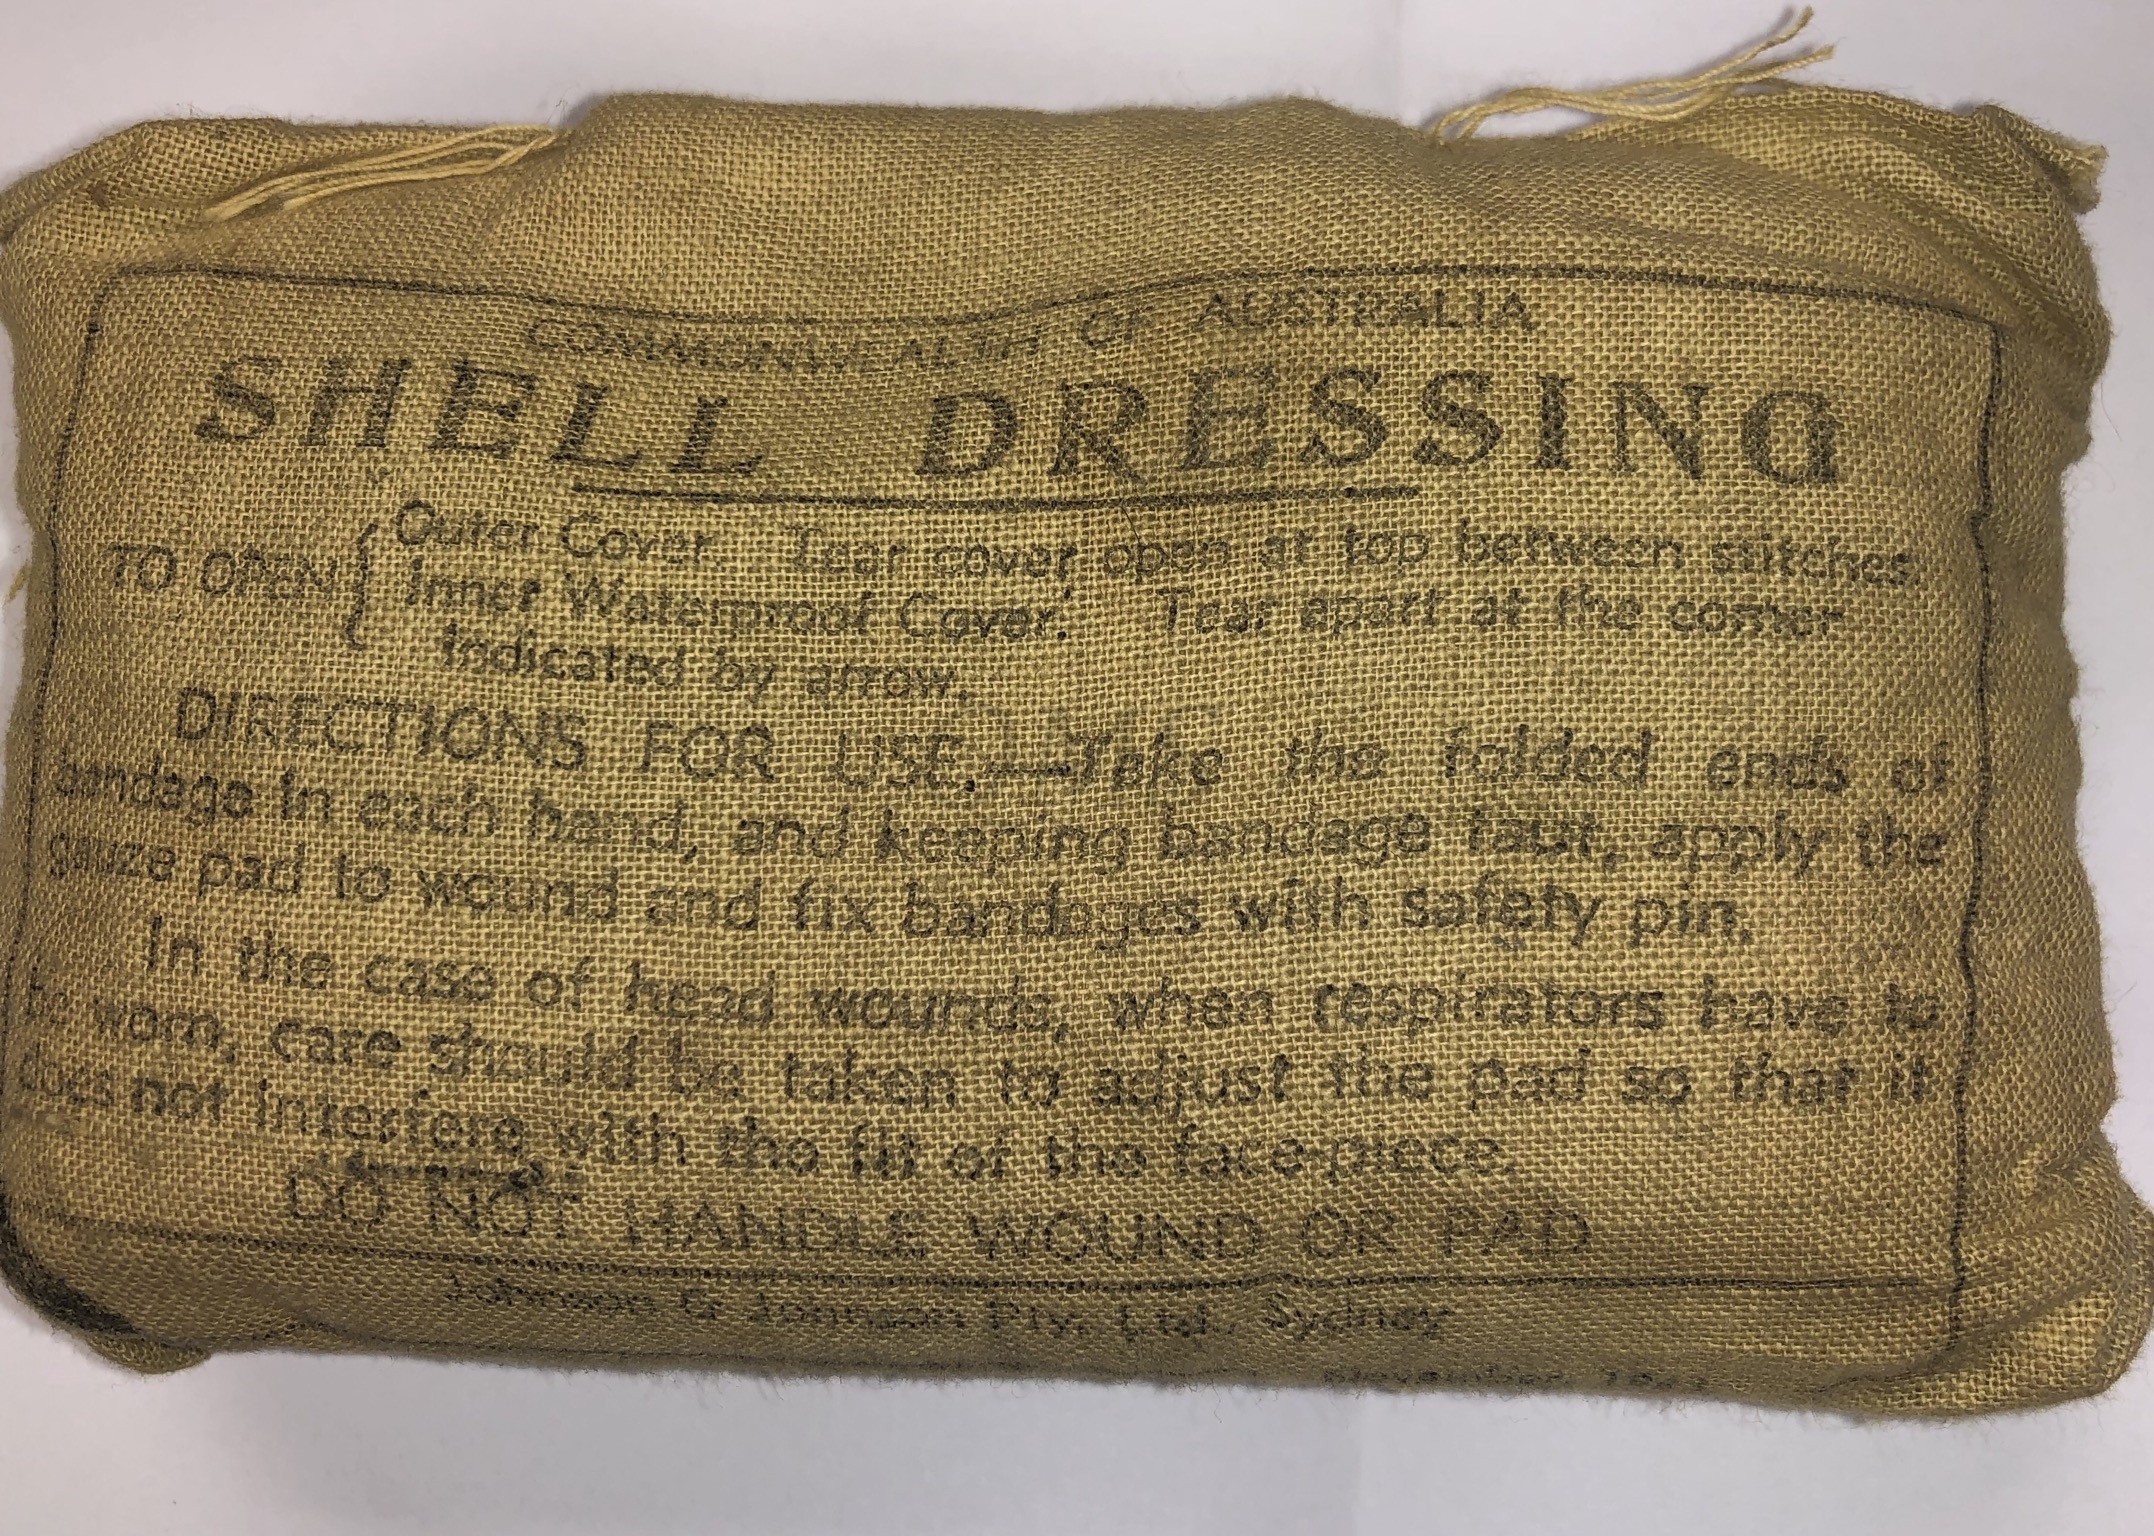 COMMONWEALTH OF AUSTRALIA
SHELL DRESSING
TO OPEN { Outer Cover. Tear cover open at top between stitches
Inner Waterproof Cover. Tear apart at the corner
indicated by arrow.
DIRECTIONS FOR USE.—Take the folded ends of
bandage in each hand, and keeping bandage taut, apply the
gauze pad to wound and fix bandages with safety pin.
In the case of head wounds, when respirators have to
be worn, care should be taken to adjust the pad so that it
does not interfere with the fit of the face-piece.
DO NOT HANDLE WOUND OR PAD
Johnson & Johnson Pty. Ltd. Sydney
November,